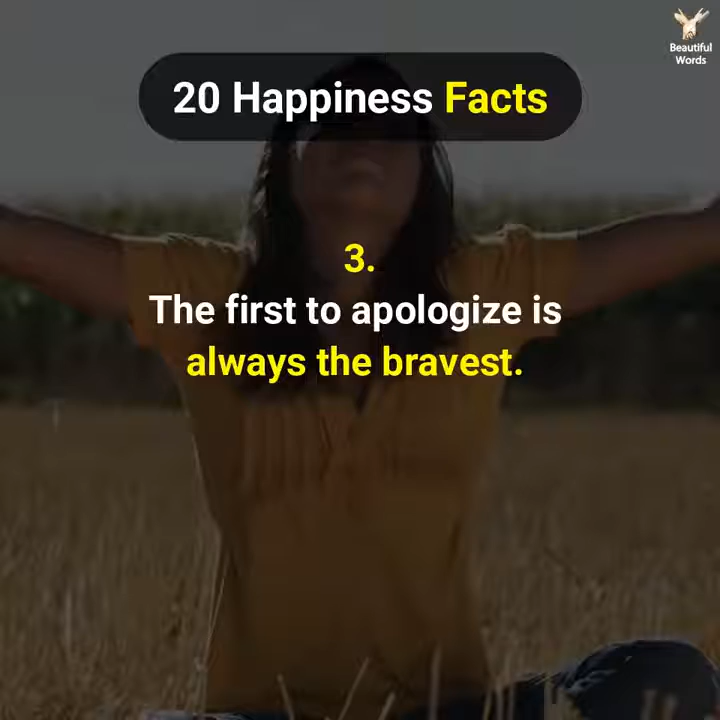 Beautiful
Words
20 Happiness Facts
3.
The first to apologize is
always the bravest.